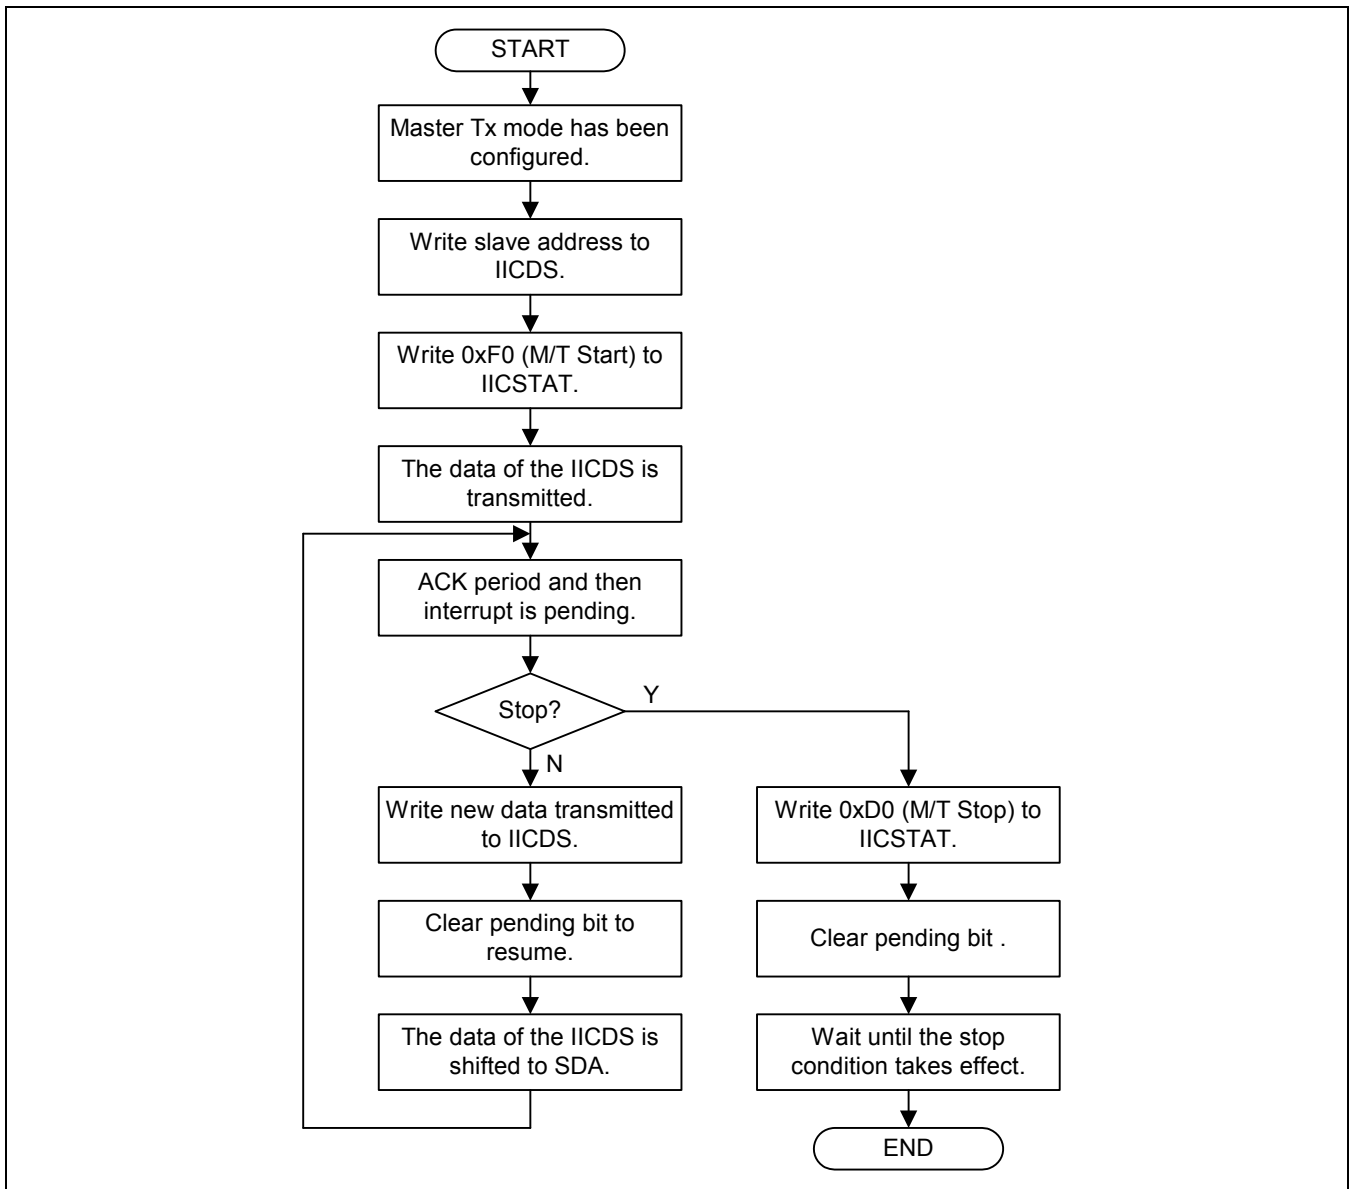 START
Master Tx mode has been
configured.
Write slave address to
IICDS.
Write 0xF0 (M/T Start) to
IICSTAT.
The data of the IICDS is
transmitted.
ACK period and then
interrupt is pending.
Stop?
Y
N
Write new data transmitted
to IICDS.
Clear pending bit to
resume.
The data of the IICDS is
shifted to SDA.
Write 0xD0 (M/T Stop) to
IICSTAT.
Clear pending bit .
Wait until the stop
condition takes effect.
END